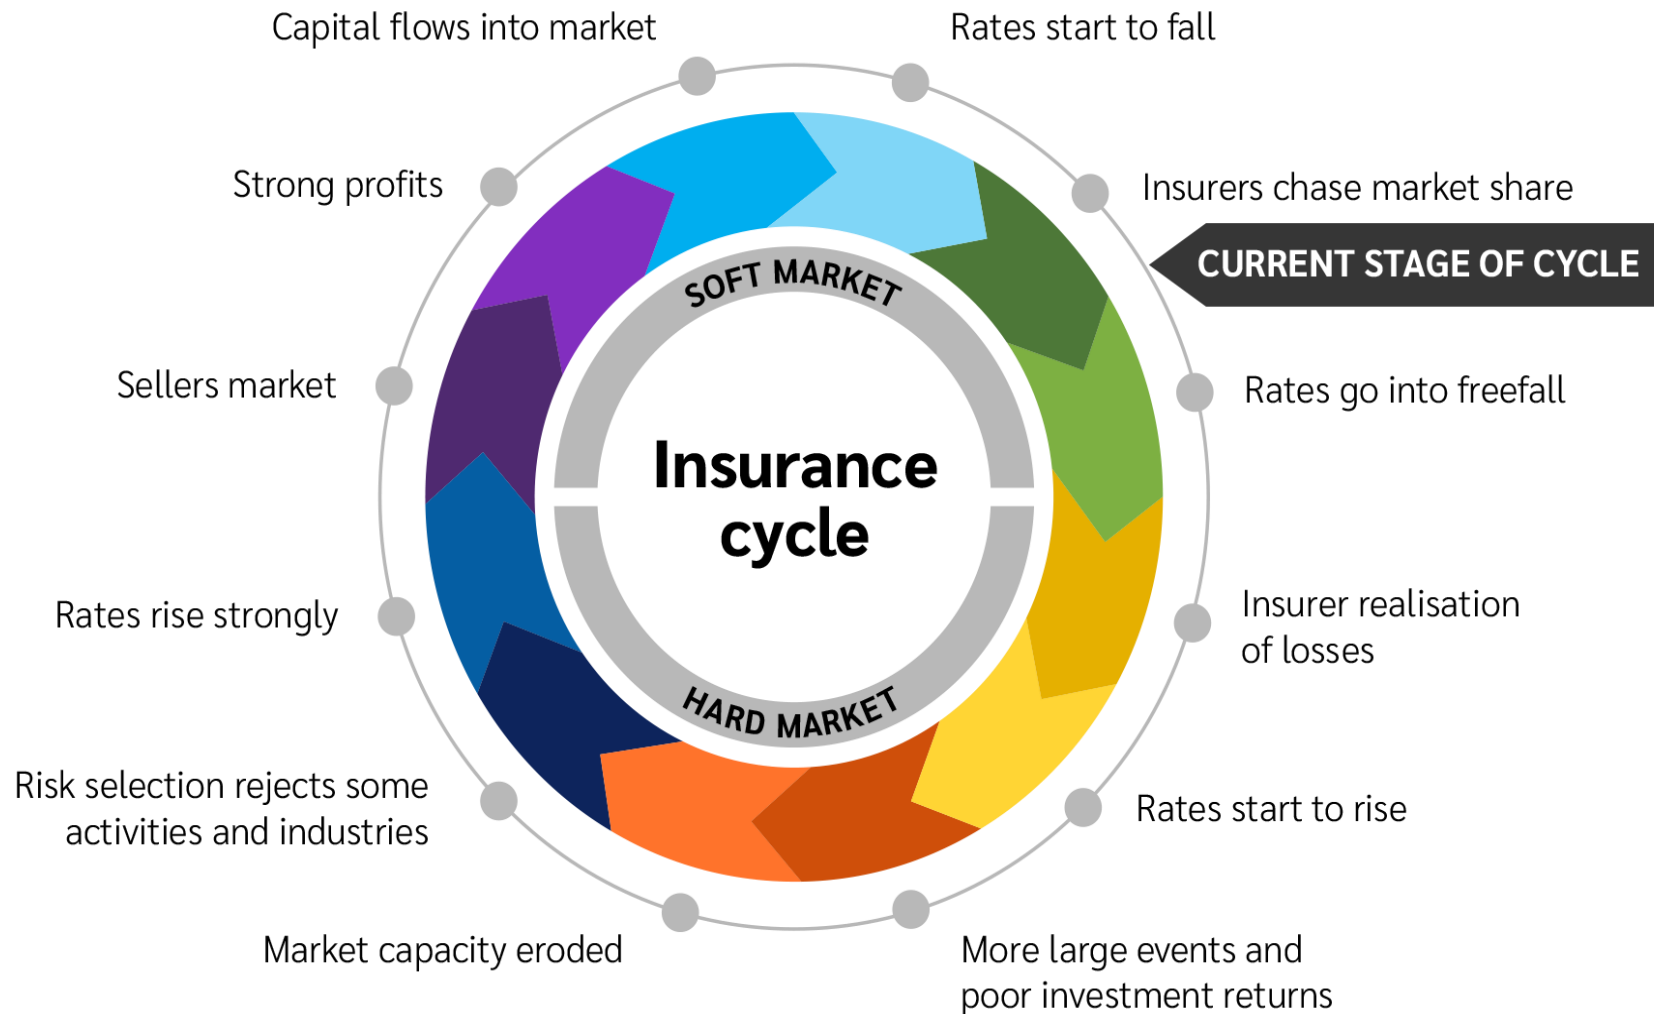 Capital flows into market
Rates start to fall
Strong profits
Insurers chase market share
CURRENT STAGE OF CYCLE
SOFT MARKET
Sellers market
Rates go into freefall
Insurance
cycle
Rates rise strongly
Insurer realisation
of losses
HARD MARKET
Risk selection rejects some
activities and industries
Rates start to rise
Market capacity eroded
More large events and
poor investment returns